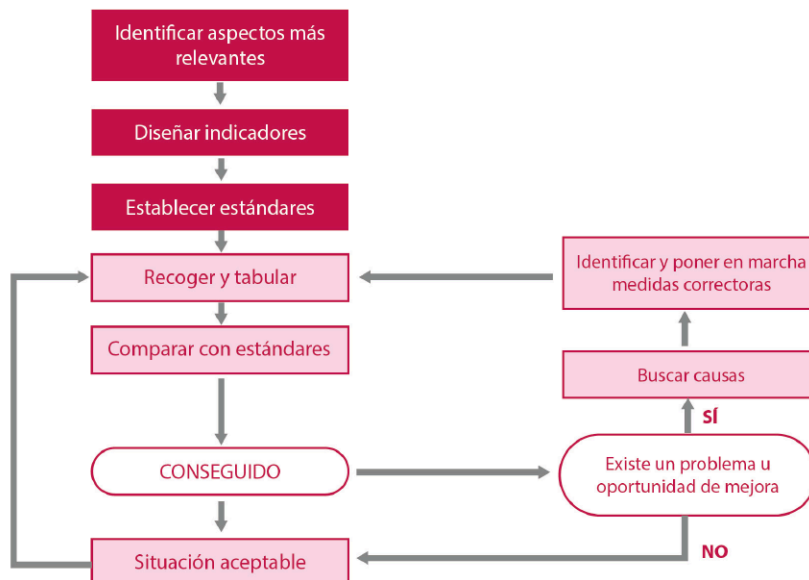 Identificar aspectos más
relevantes
Diseñar indicadores
Establecer estándares
Recoger y tabular
Comparar con estándares
CONSEGUIDO
Situación aceptable
Identificar y poner en marcha
medidas correctoras
Buscar causas
SÍ
Existe un problema u
oportunidad de mejora
NO